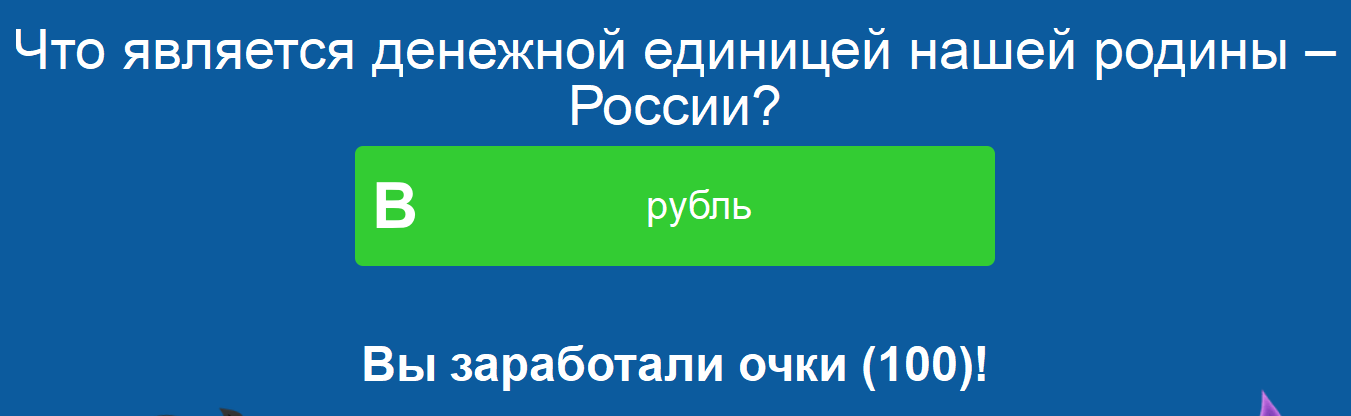 Что является денежной единицей нашей родины –
России?
В рубль
Вы заработали очки (100)!